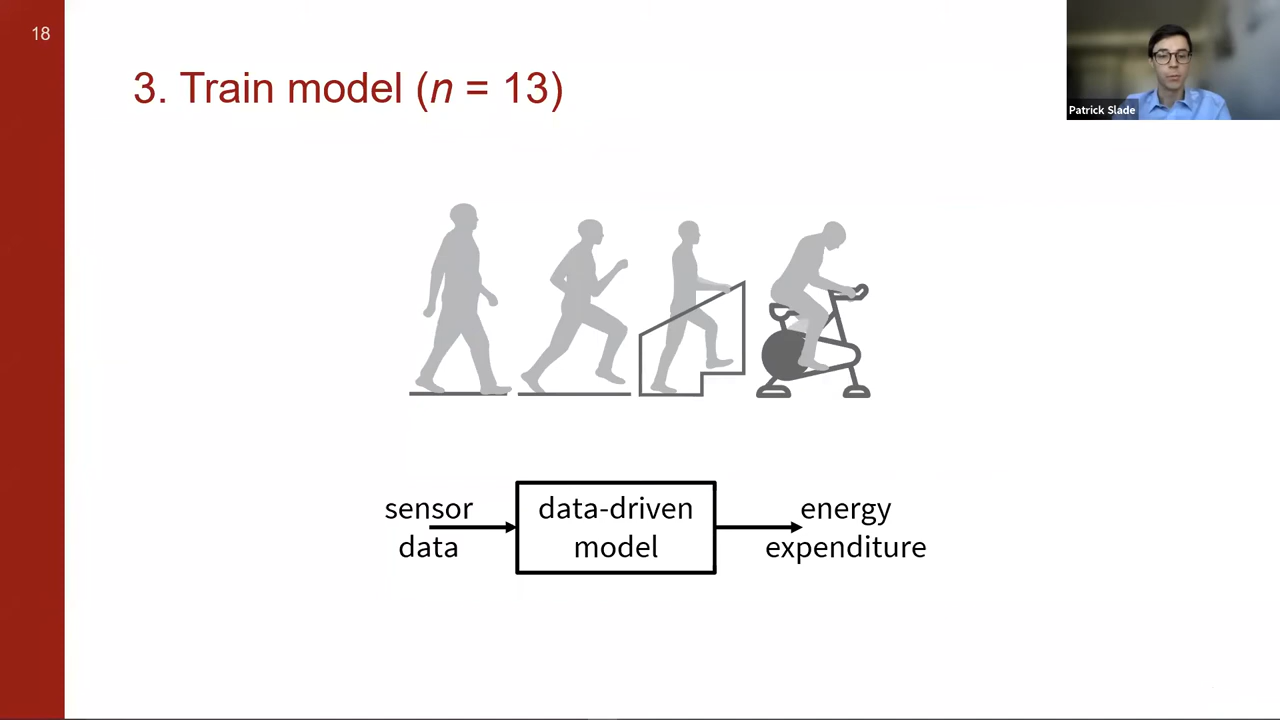 18
3. Train model (n = 13)
Patrick Slade
sensor
data
data-driven
model
energy
expenditure